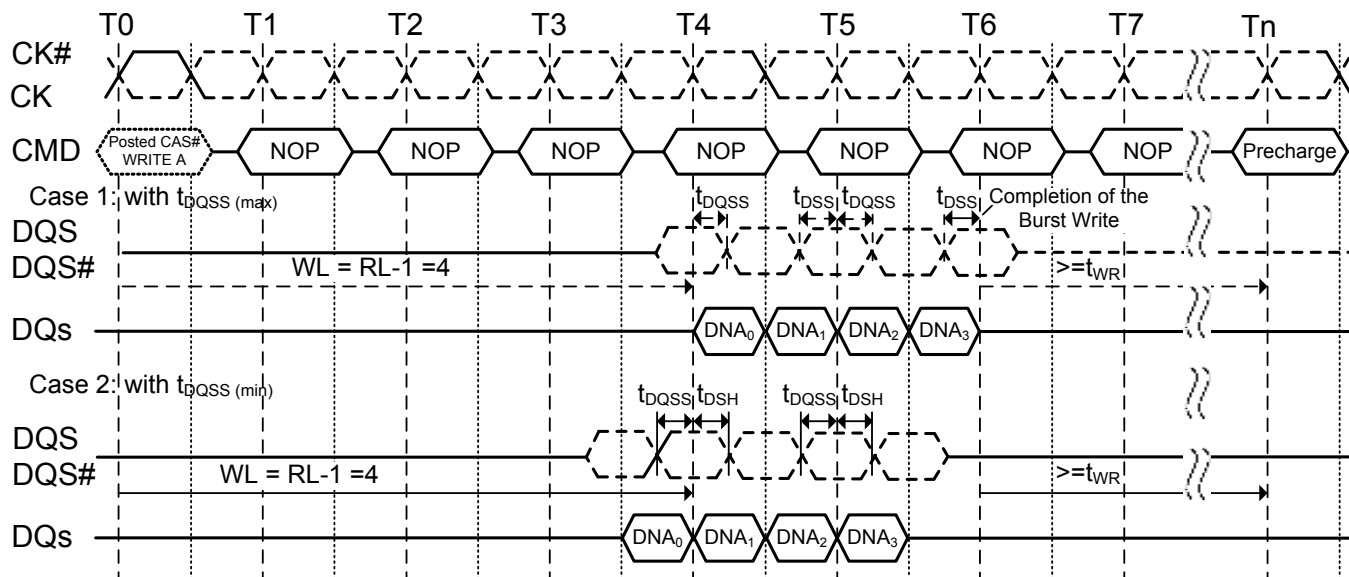 T0 T1 T2 T3 T4 T5 T6 T7 Tn
CK#
CK
CMD Posted CAS# WRITE A NOP NOP NOP NOP NOP NOP NOP Precharge
Case 1: with tDQSS (max) tDQSS tDSS tDQSS tDSS Completion of the Burst Write
DQS
DQS#
WL = RL-1 =4 >=tWR
DQs DNA0 DNA1 DNA2 DNA3
Case 2: with tDQSS (min) tDQSS tDSH tDQSS tDSH
DQS
DQS#
WL = RL-1 =4 >=tWR
DQs DNA0 DNA1 DNA2 DNA3